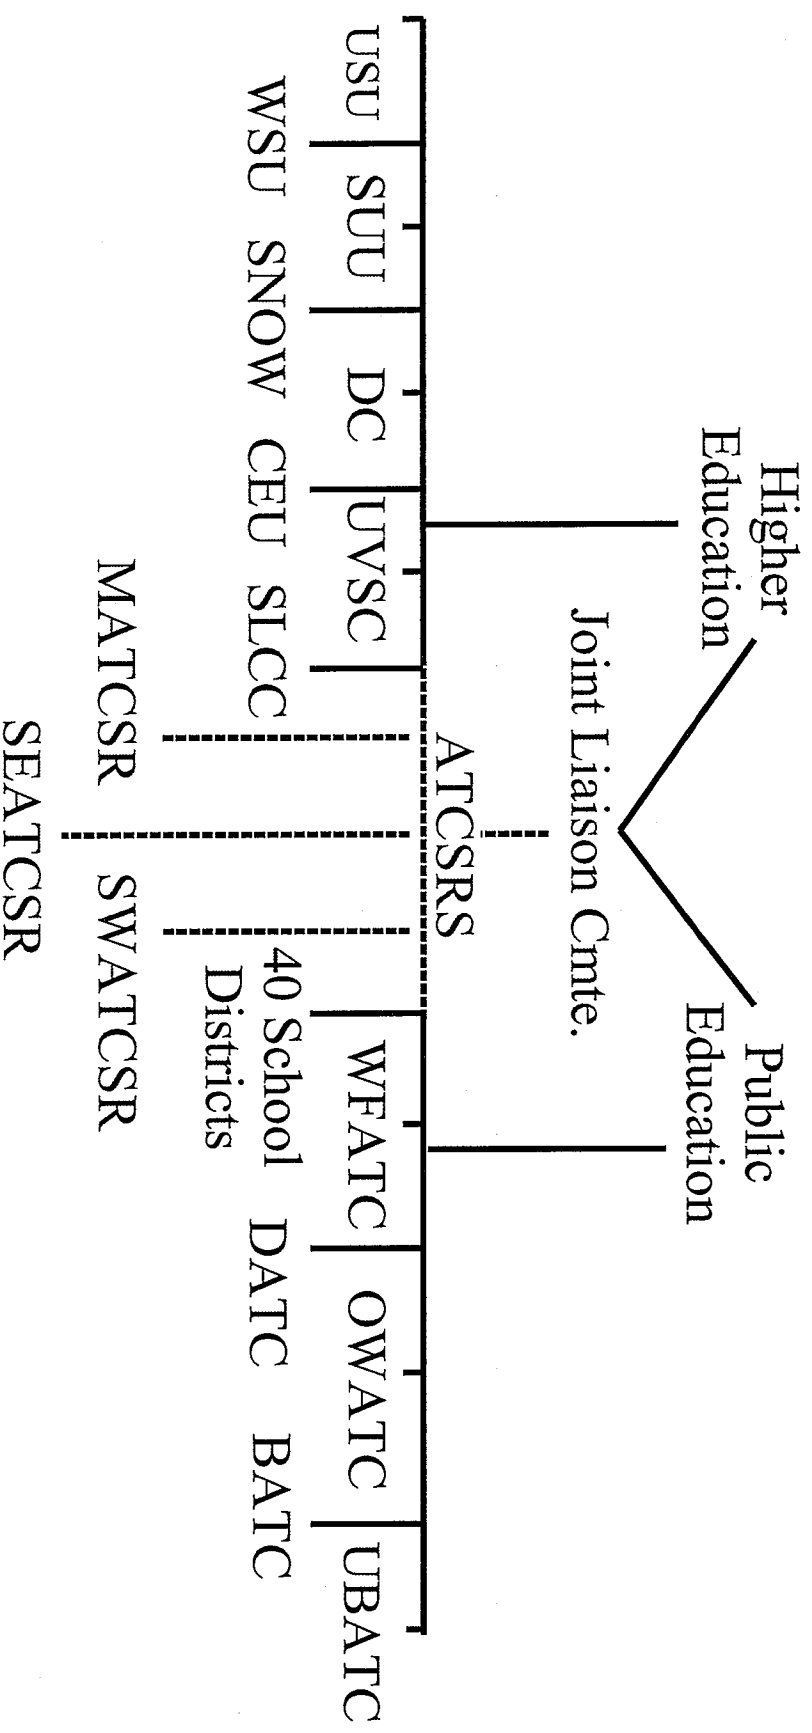 Higher
Education
Public
Education
Joint Liaison Cmte.
ATCSRS
USU
SUU
DC
UVSC
WFATC
OWATC
UBATC
WSU
SNOW
CEU
SLCC
40 School
Districts
DATC
BATC
MATCSR
SWATCSR
SEATCSR